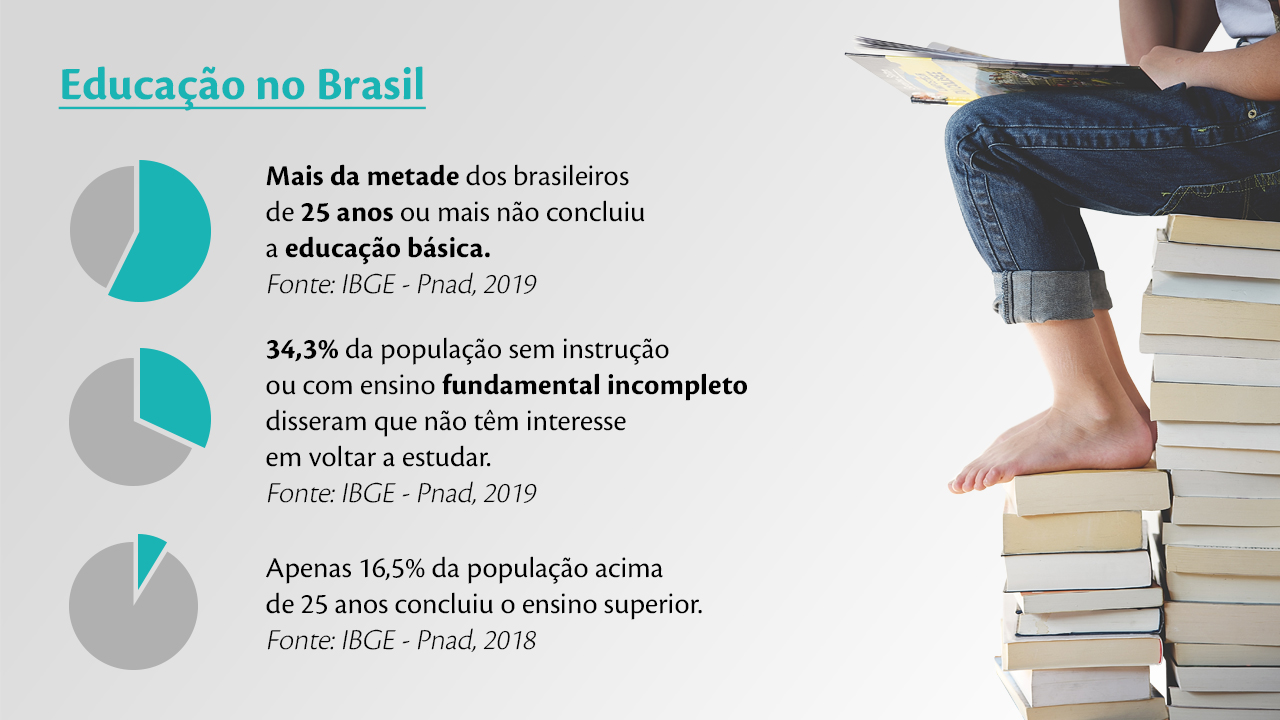 Educação no Brasil
Mais da metade dos brasileiros
de 25 anos ou mais não concluiu
a educação básica.
Fonte: IBGE - Pnad, 2019
34,3% da população sem instrução
ou com ensino fundamental incompleto
disseram que não têm interesse
em voltar a estudar.
Fonte: IBGE - Pnad, 2019
Apenas 16,5% da população acima
de 25 anos concluiu o ensino superior.
Fonte: IBGE - Pnad, 2018